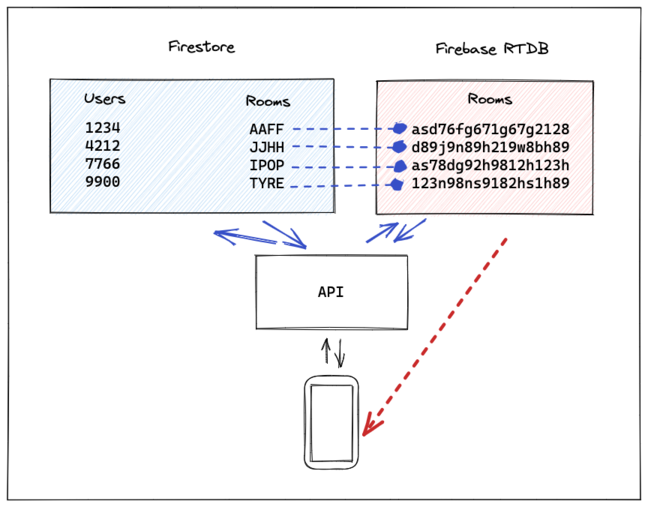 Firestore
Firebase RTDB
Users
Rooms
1234
AAFF
4212
JJHH
7766
IPOP
9900
TYRE
Rooms
asd76fg671g67g2128
d89j9n89h219w8bh89
as78dg92h9812h123h
123n98ns9182hs1h89
API